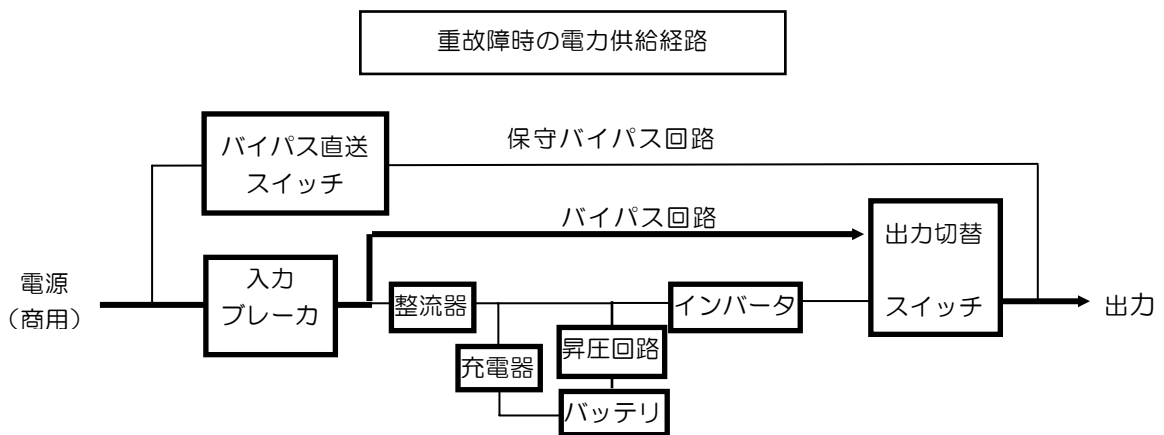 重故障時の電力供給経路
バイパス直送
スイッチ
保守バイパス回路
バイパス回路
出力切替
スイッチ
電源
（商用）
入力
ブレーカ
整流器
インバータ
出力
充電器
昇圧回路
バッテリ